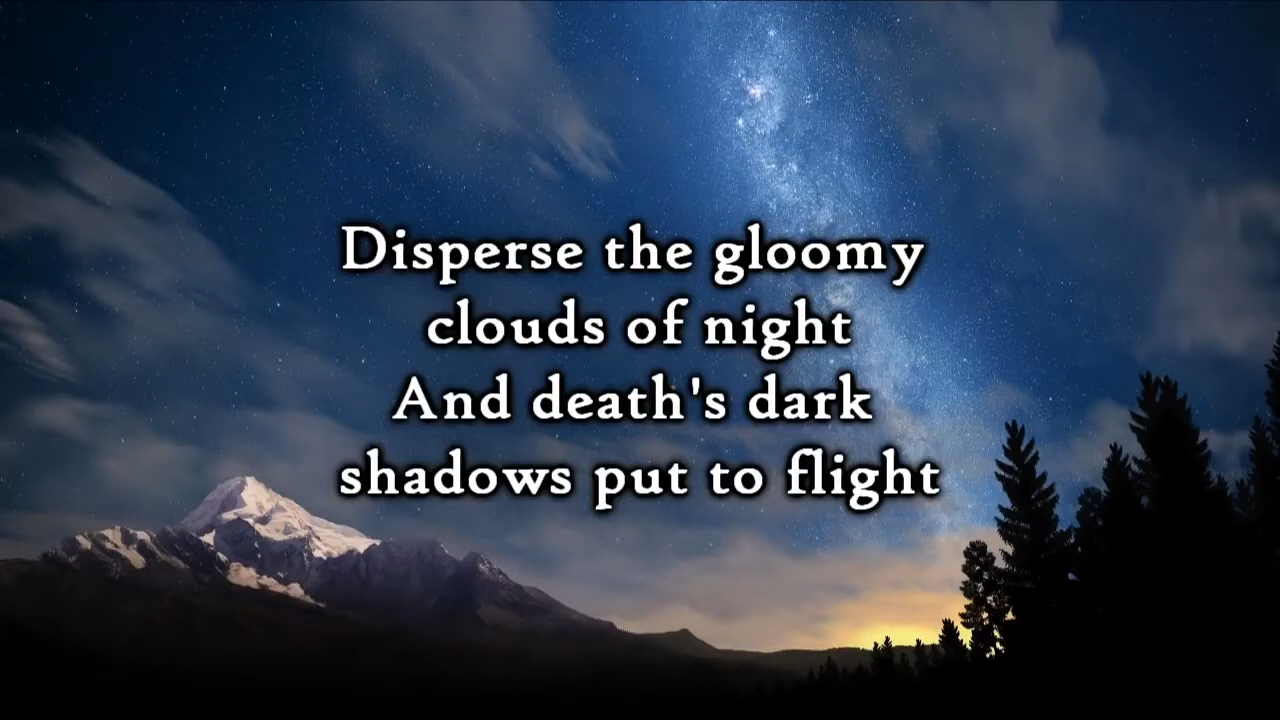 Disperse the gloomy
clouds of night
And death's dark
shadows put to flight